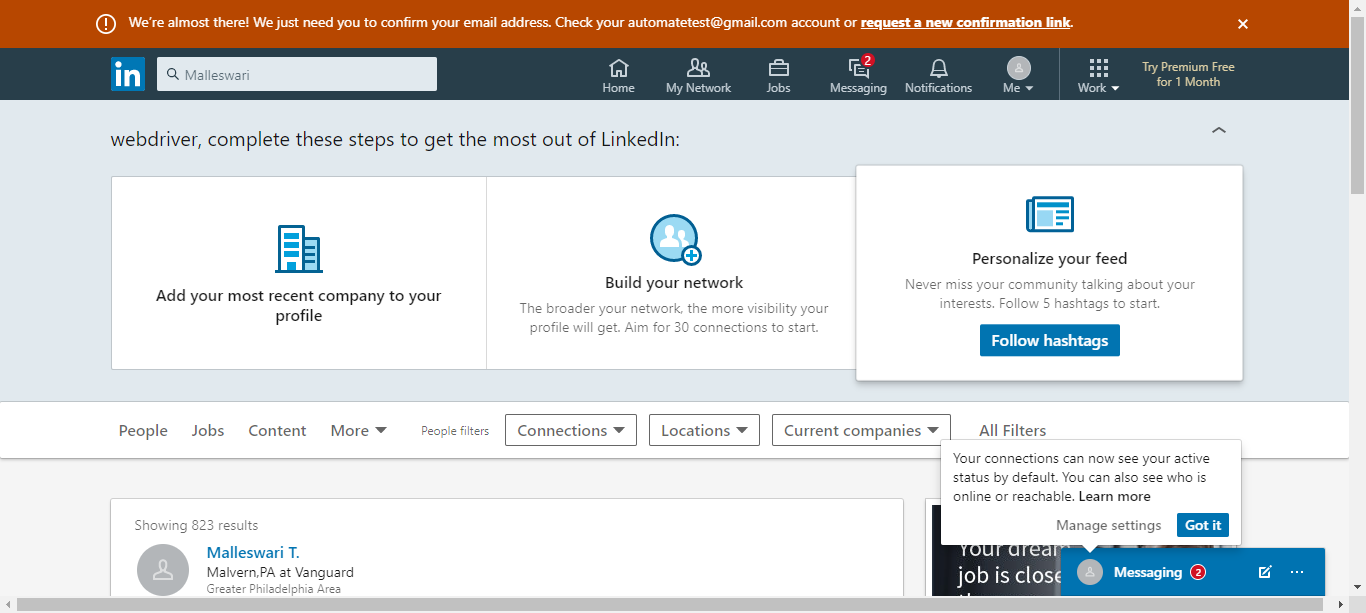 We're almost there! We just need you to confirm your email address. Check your automatetest@gmail.com account or request a new confirmation link.
in
Malleswari
Home
My Network
Jobs
2
Messaging
Notifications
Me
Work
Try Premium Free
for 1 Month
webdriver, complete these steps to get the most out of LinkedIn:
Add your most recent company to your
profile
Build your network
The broader your network, the more visibility your
profile will get. Aim for 30 connections to start.
Personalize your feed
Never miss your community talking about your
interests. Follow 5 hashtags to start.
Follow hashtags
People Jobs Content More People filters Connections Locations Current companies All Filters
Your connections can now see your active
status by default. You can also see who is
online or reachable. Learn more
Manage settings Got it
Showing 823 results
Malleswari T.
Malvern,PA at Vanguard
Greater Philadelphia Area
Your dream
job is close
Messaging 2